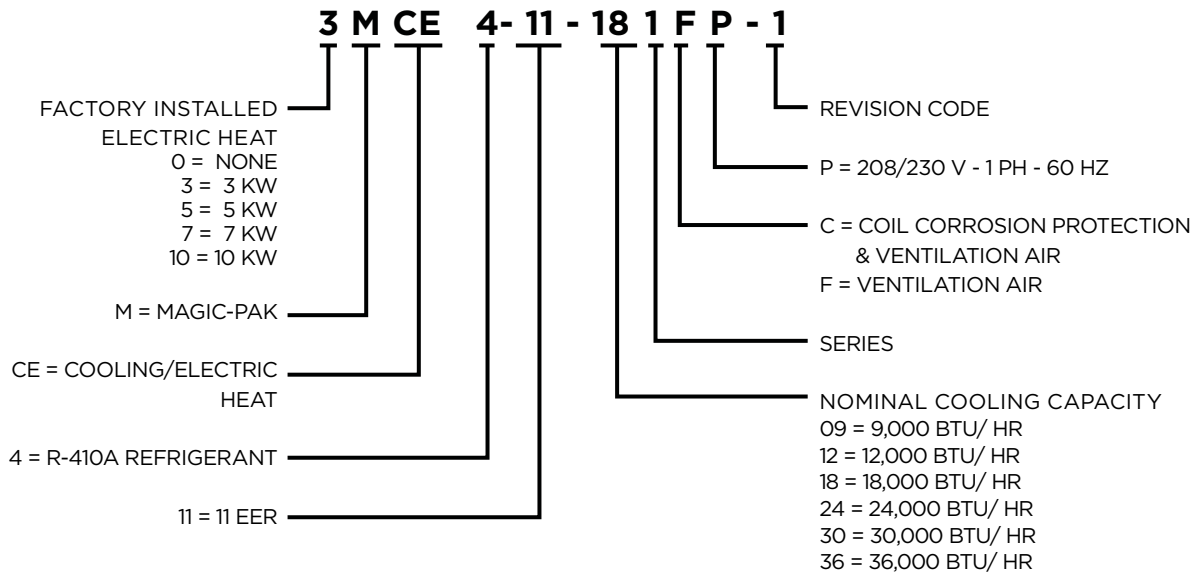 3 M CE 4- 11 - 18 1 F P - 1
FACTORY INSTALLED
ELECTRIC HEAT
0 = NONE
3 = 3 KW
5 = 5 KW
7 = 7 KW
10 = 10 KW
M = MAGIC-PAK
CE = COOLING/ELECTRIC
HEAT
4 = R-410A REFRIGERANT
11 = 11 EER
REVISION CODE
P = 208/230 V - 1 PH - 60 HZ
C = COIL CORROSION PROTECTION
& VENTILATION AIR
F = VENTILATION AIR
SERIES
NOMINAL COOLING CAPACITY
09 = 9,000 BTU/ HR
12 = 12,000 BTU/ HR
18 = 18,000 BTU/ HR
24 = 24,000 BTU/ HR
30 = 30,000 BTU/ HR
36 = 36,000 BTU/ HR